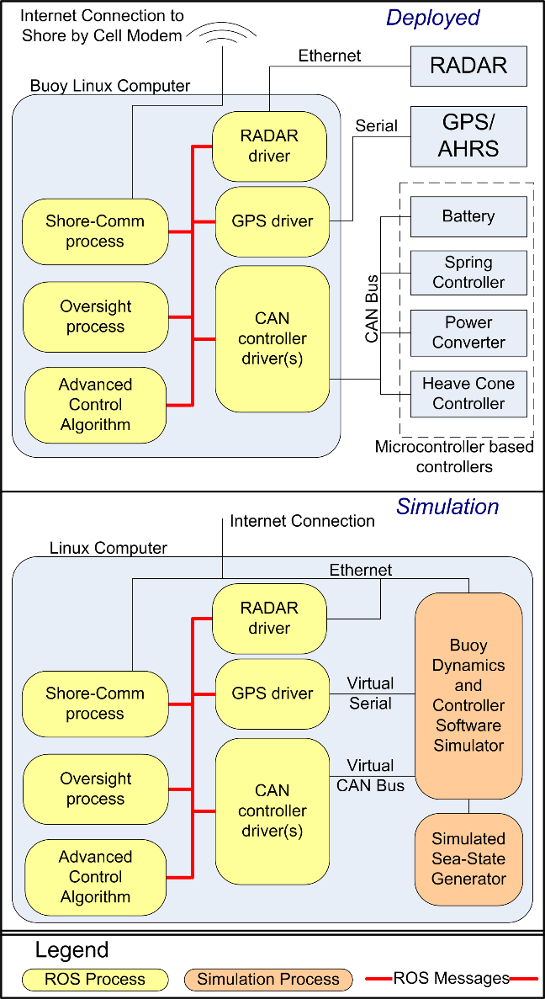 Internet Connection to
Shore by Cell Modem
Deployed
Ethernet
RADAR
Buoy Linux Computer
RADAR
driver
Serial
GPS/
AHRS
Shore-Comm
process
GPS driver
Battery
Spring
Controller
Oversight
process
CAN
controller
driver(s)
CAN Bus
Power
Converter
Advanced
Control
Algorithm
Heave Cone
Controller
Microcontroller based
controllers
Simulation
Internet Connection
Linux Computer
Ethernet
RADAR
driver
Buoy
Dynamics
and
Controller
Software
Simulator
Shore-Comm
process
GPS driver
Virtual
Serial
Oversight
process
CAN
controller
driver(s)
Virtual
CAN Bus
Advanced
Control
Algorithm
Simulated
Sea-State
Generator
Legend
ROS Process
Simulation Process
ROS Messages